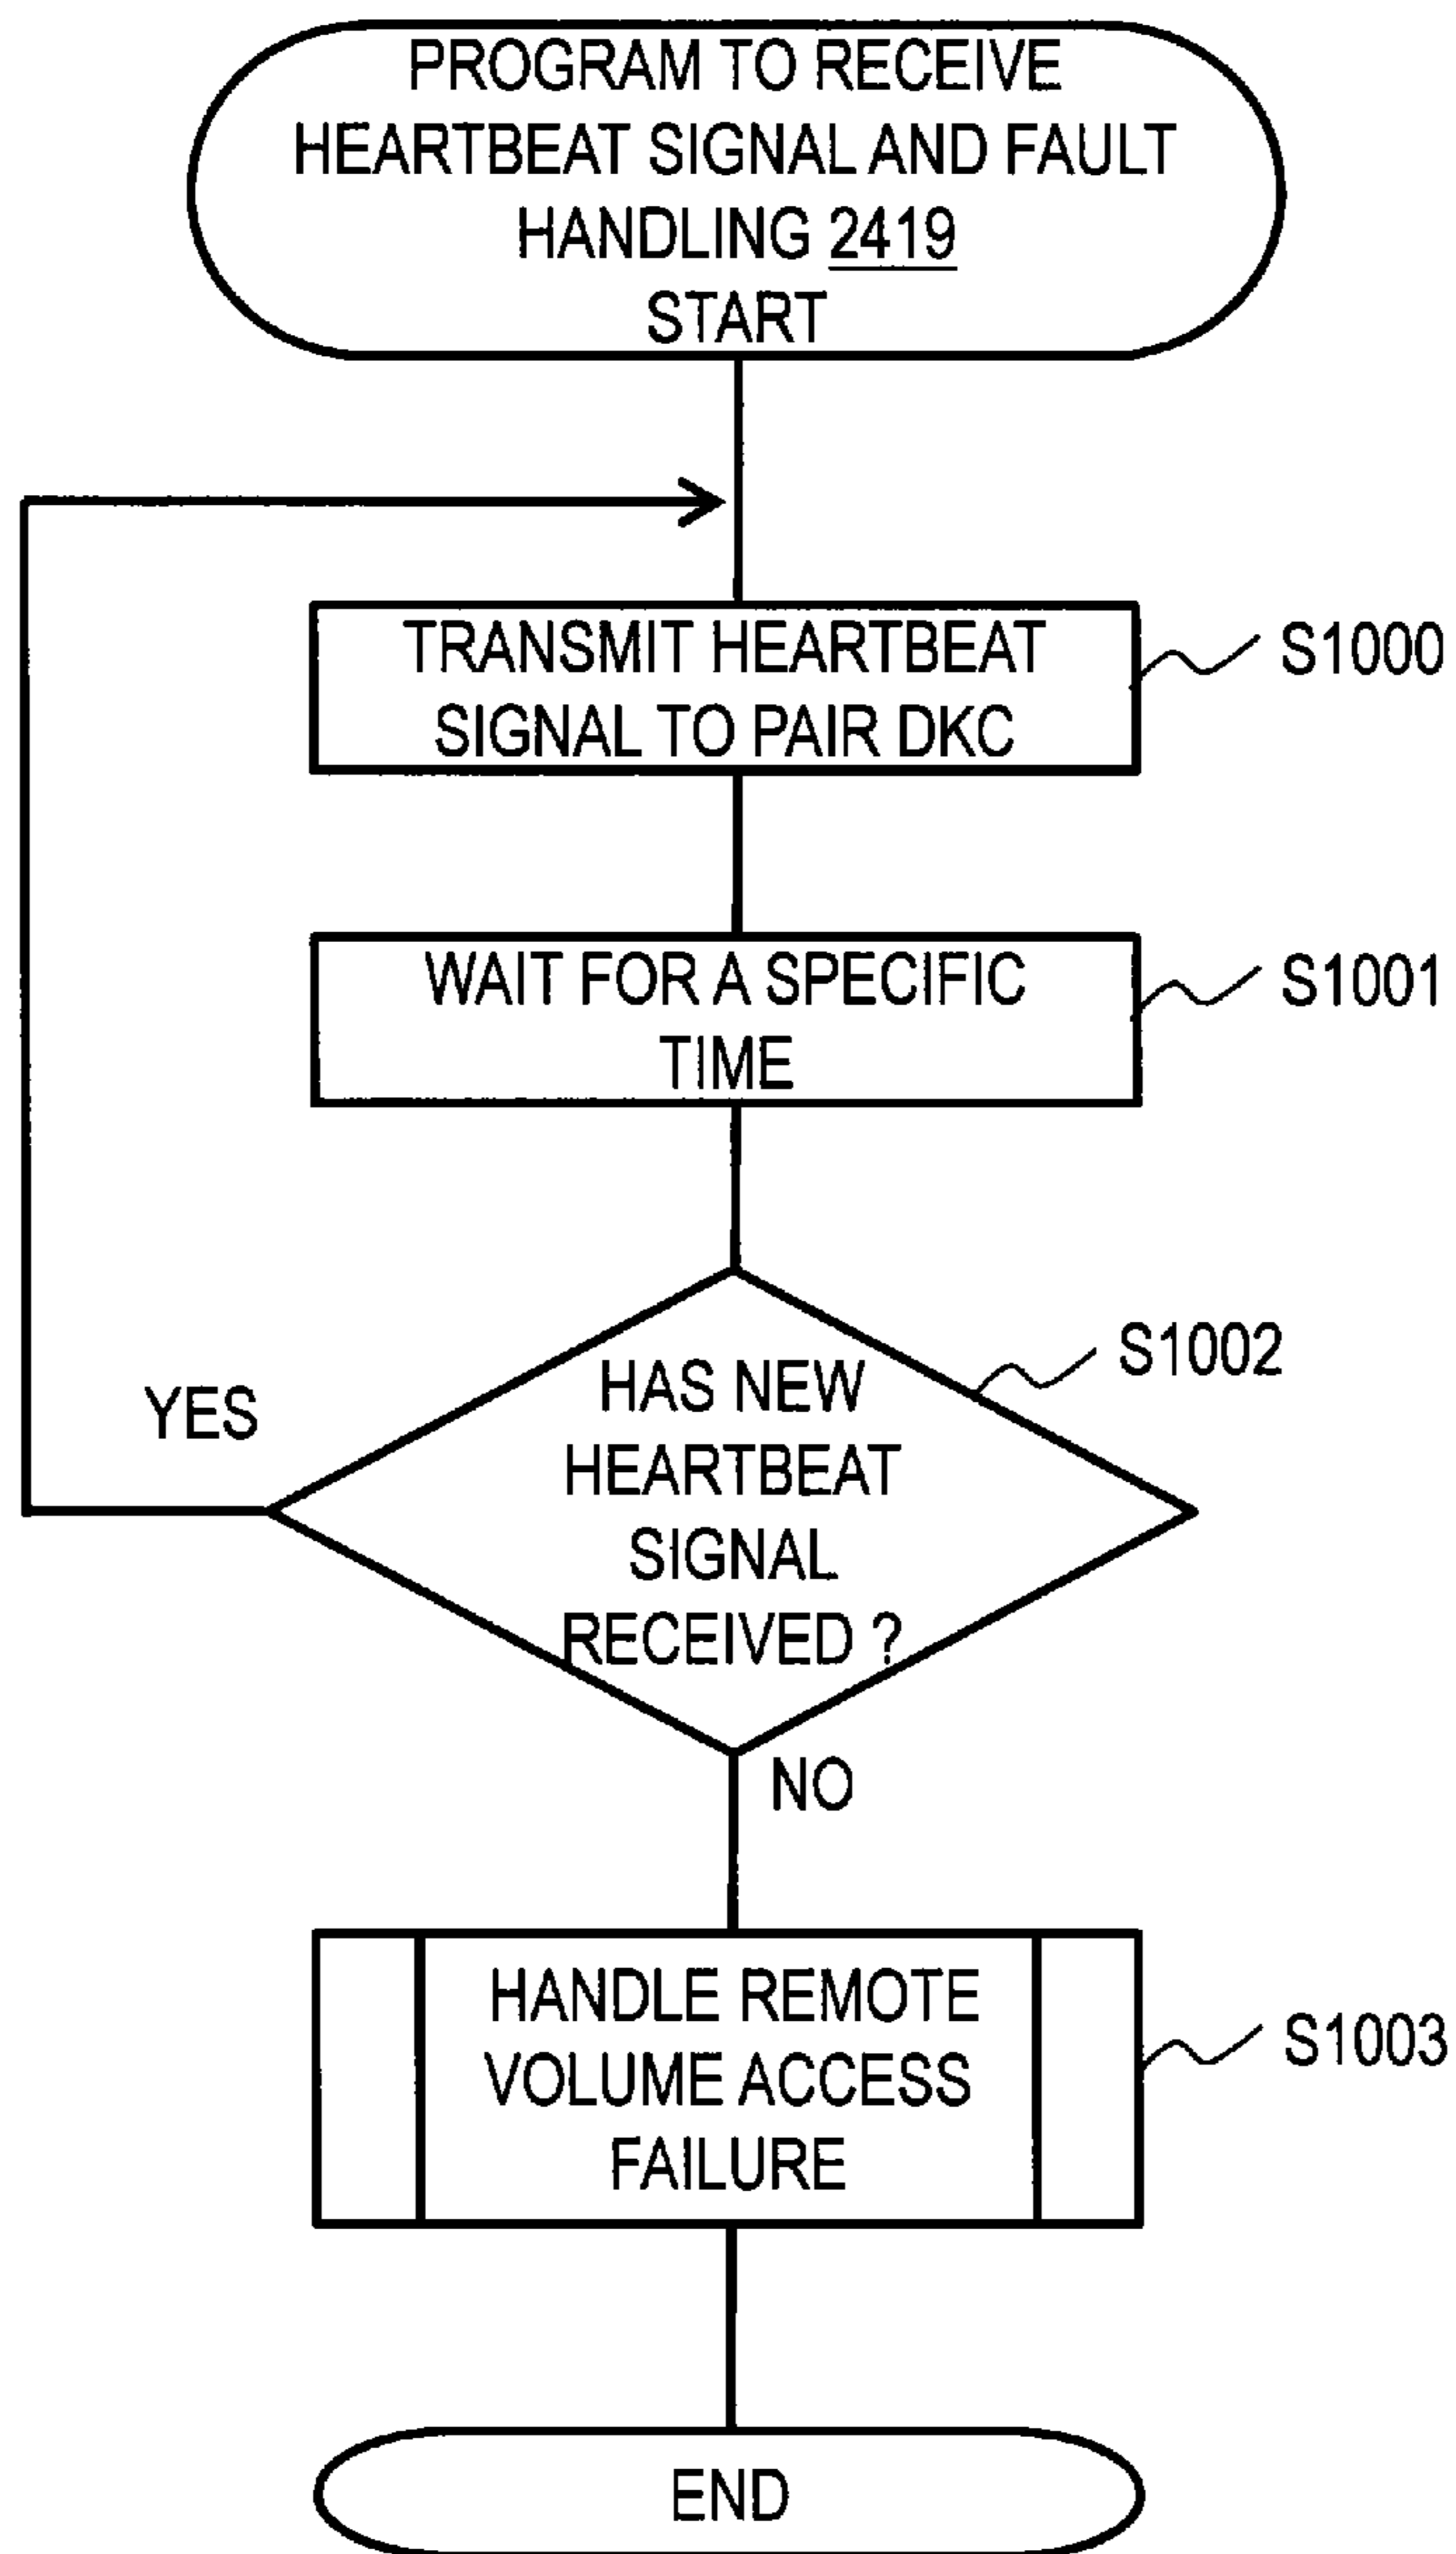 PROGRAM TO RECEIVE
HEARTBEAT SIGNAL AND FAULT
HANDLING 2419
START
TRANSMIT HEARTBEAT
SIGNAL TO PAIR DKC
S1000
WAIT FOR A SPECIFIC
TIME
S1001
HAS NEW
HEARTBEAT
SIGNAL
RECEIVED ?
S1002
YES
NO
HANDLE REMOTE
VOLUME ACCESS
FAILURE
S1003
END